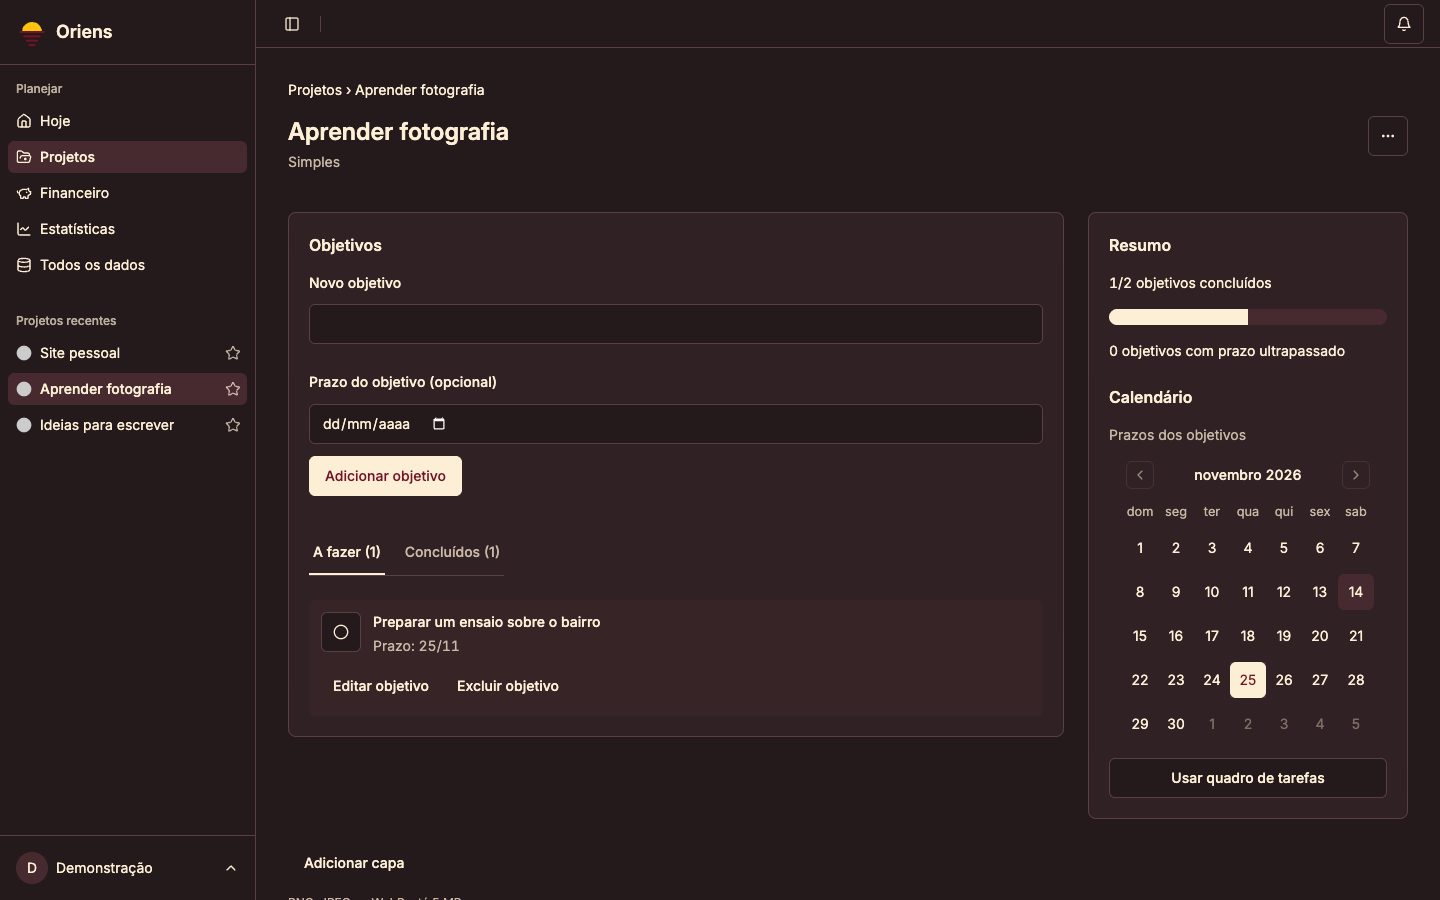 Oriens
Planejar
Hoje
Projetos
Financeiro
Estatísticas
Todos os dados
Projetos recentes
Site pessoal
Aprender fotografia
Ideias para escrever
D Demonstração
Projetos › Aprender fotografia
Aprender fotografia
Simples
...
Objetivos
Novo objetivo
Prazo do objetivo (opcional)
dd/mm/aaaa
Adicionar objetivo
A fazer (1) Concluídos (1)
Preparar um ensaio sobre o bairro
Prazo: 25/11
Editar objetivo Excluir objetivo
Resumo
1/2 objetivos concluídos
0 objetivos com prazo ultrapassado
Calendário
Prazos dos objetivos
novembro 2026
dom seg ter qua qui sex sab
1 2 3 4 5 6 7
8 9 10 11 12 13 14
15 16 17 18 19 20 21
22 23 24 25 26 27 28
29 30 1 2 3 4 5
Usar quadro de tarefas
Adicionar capa